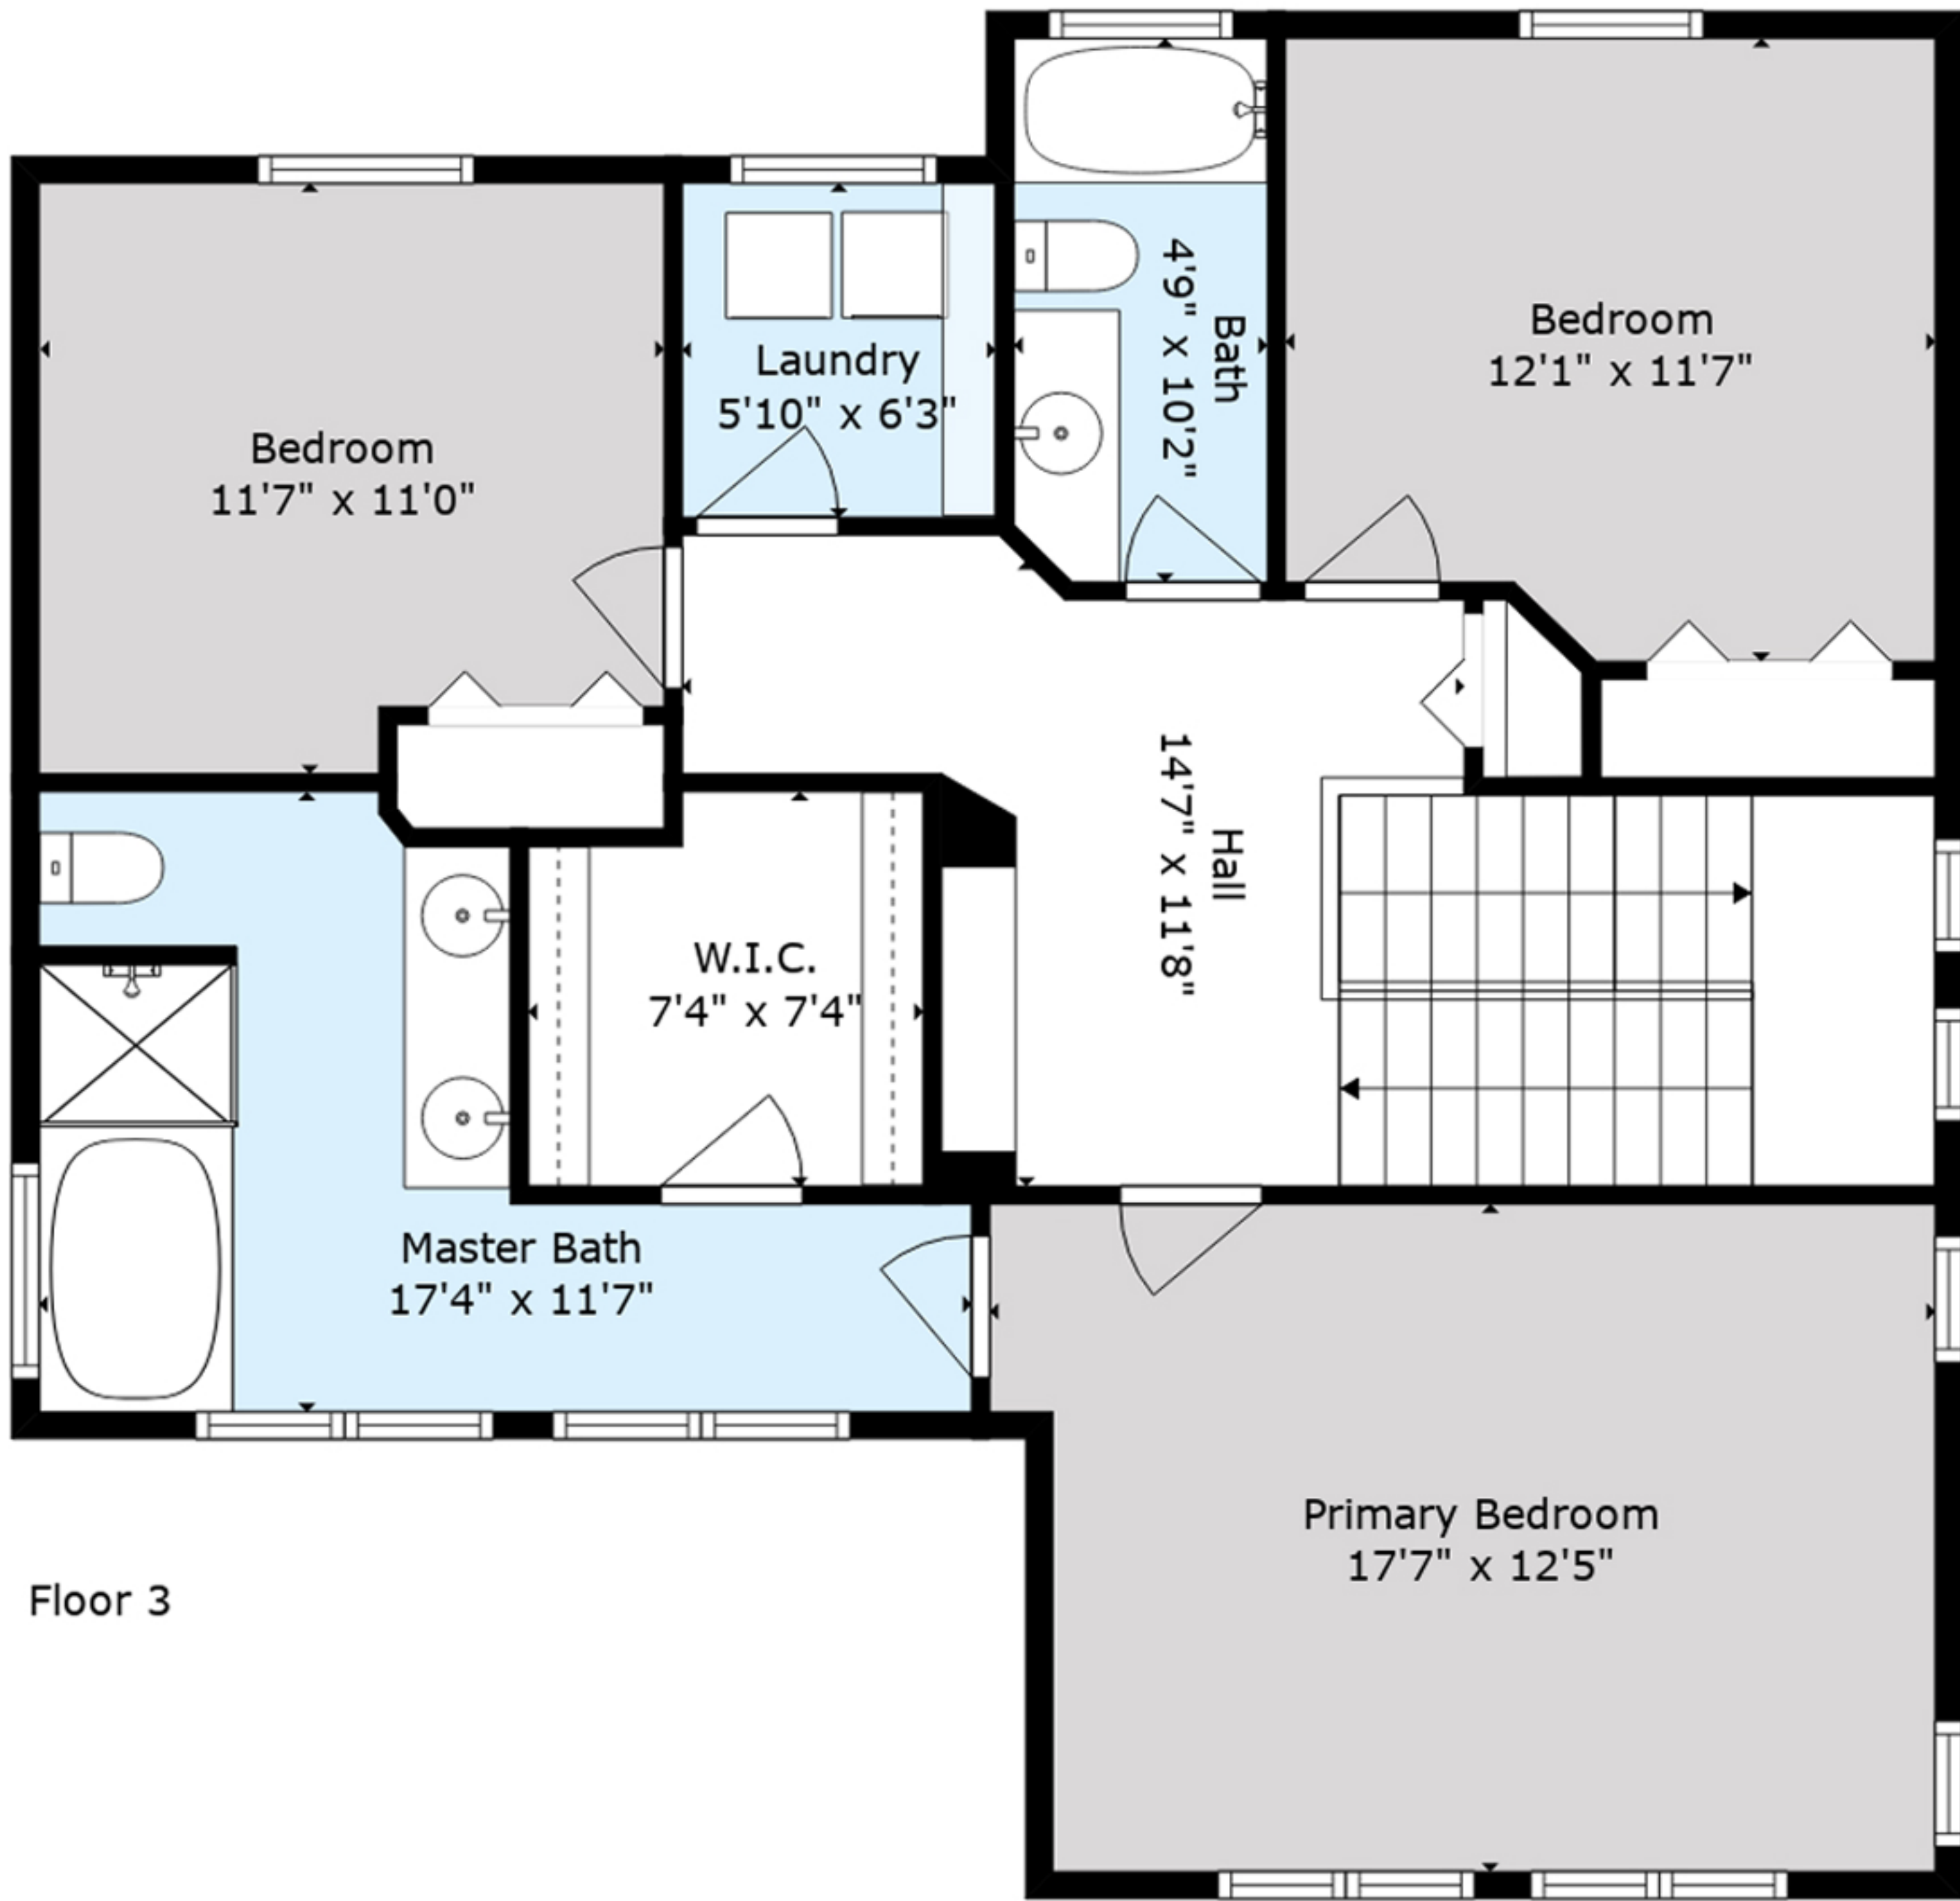 Bedroom
11'7" x 11'0"
Laundry
5'10" x 6'3"
Bath
4'9" x 10'2"
Bedroom
12'1" x 11'7"
Hall
14'7" x 11'8"
W.I.C.
7'4" x 7'4"
Master Bath
17'4" x 11'7"
Primary Bedroom
17'7" x 12'5"
Floor 3